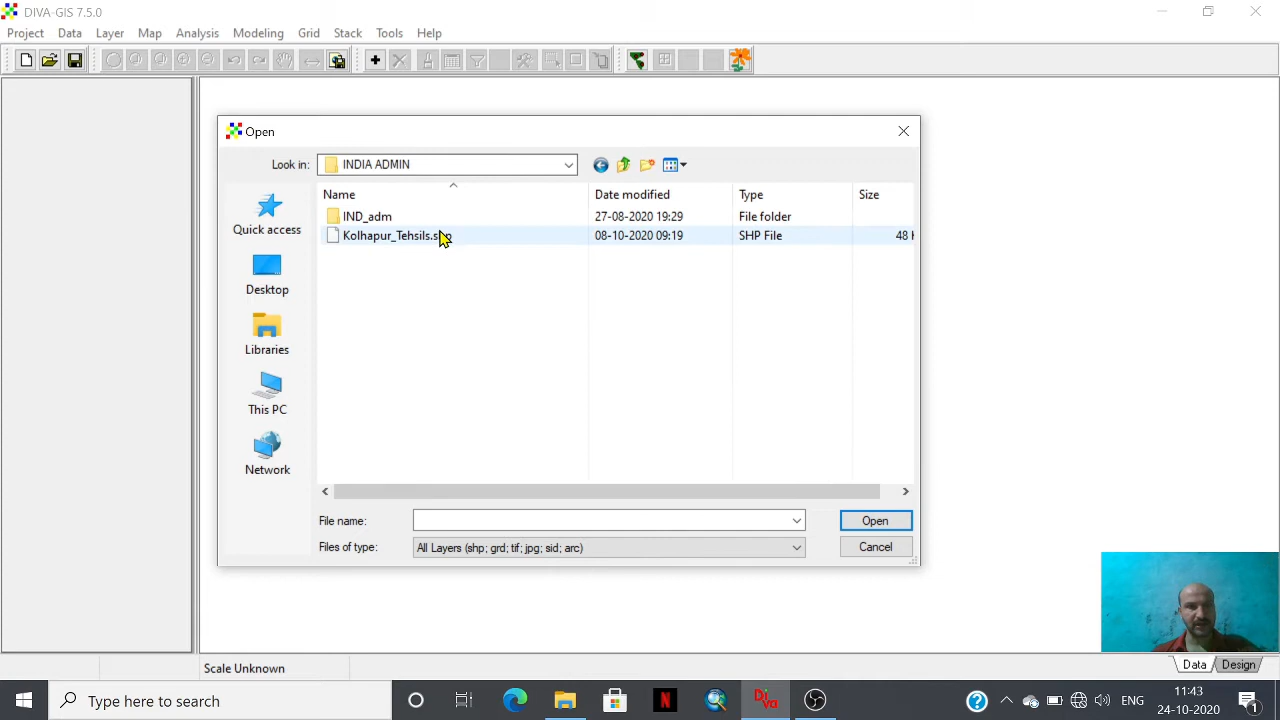 DIVA-GIS 7.5.0
Project Data Layer Map Analysis Modeling Grid Stack Tools Help
Open
Look in: INDIA ADMIN
Name Date modified Type Size
IND_adm 27-08-2020 19:29 File folder
Kolhapur_Tehsils.shp 08-10-2020 09:19 SHP File 48
Quick access
Desktop
Libraries
This PC
Network
File name: Open
Files of type: All Layers (shp; grd; tif; jpg; sid; arc) Cancel
Scale Unknown Data Design
Type here to search N Diva ENG 11:43
24-10-2020 1